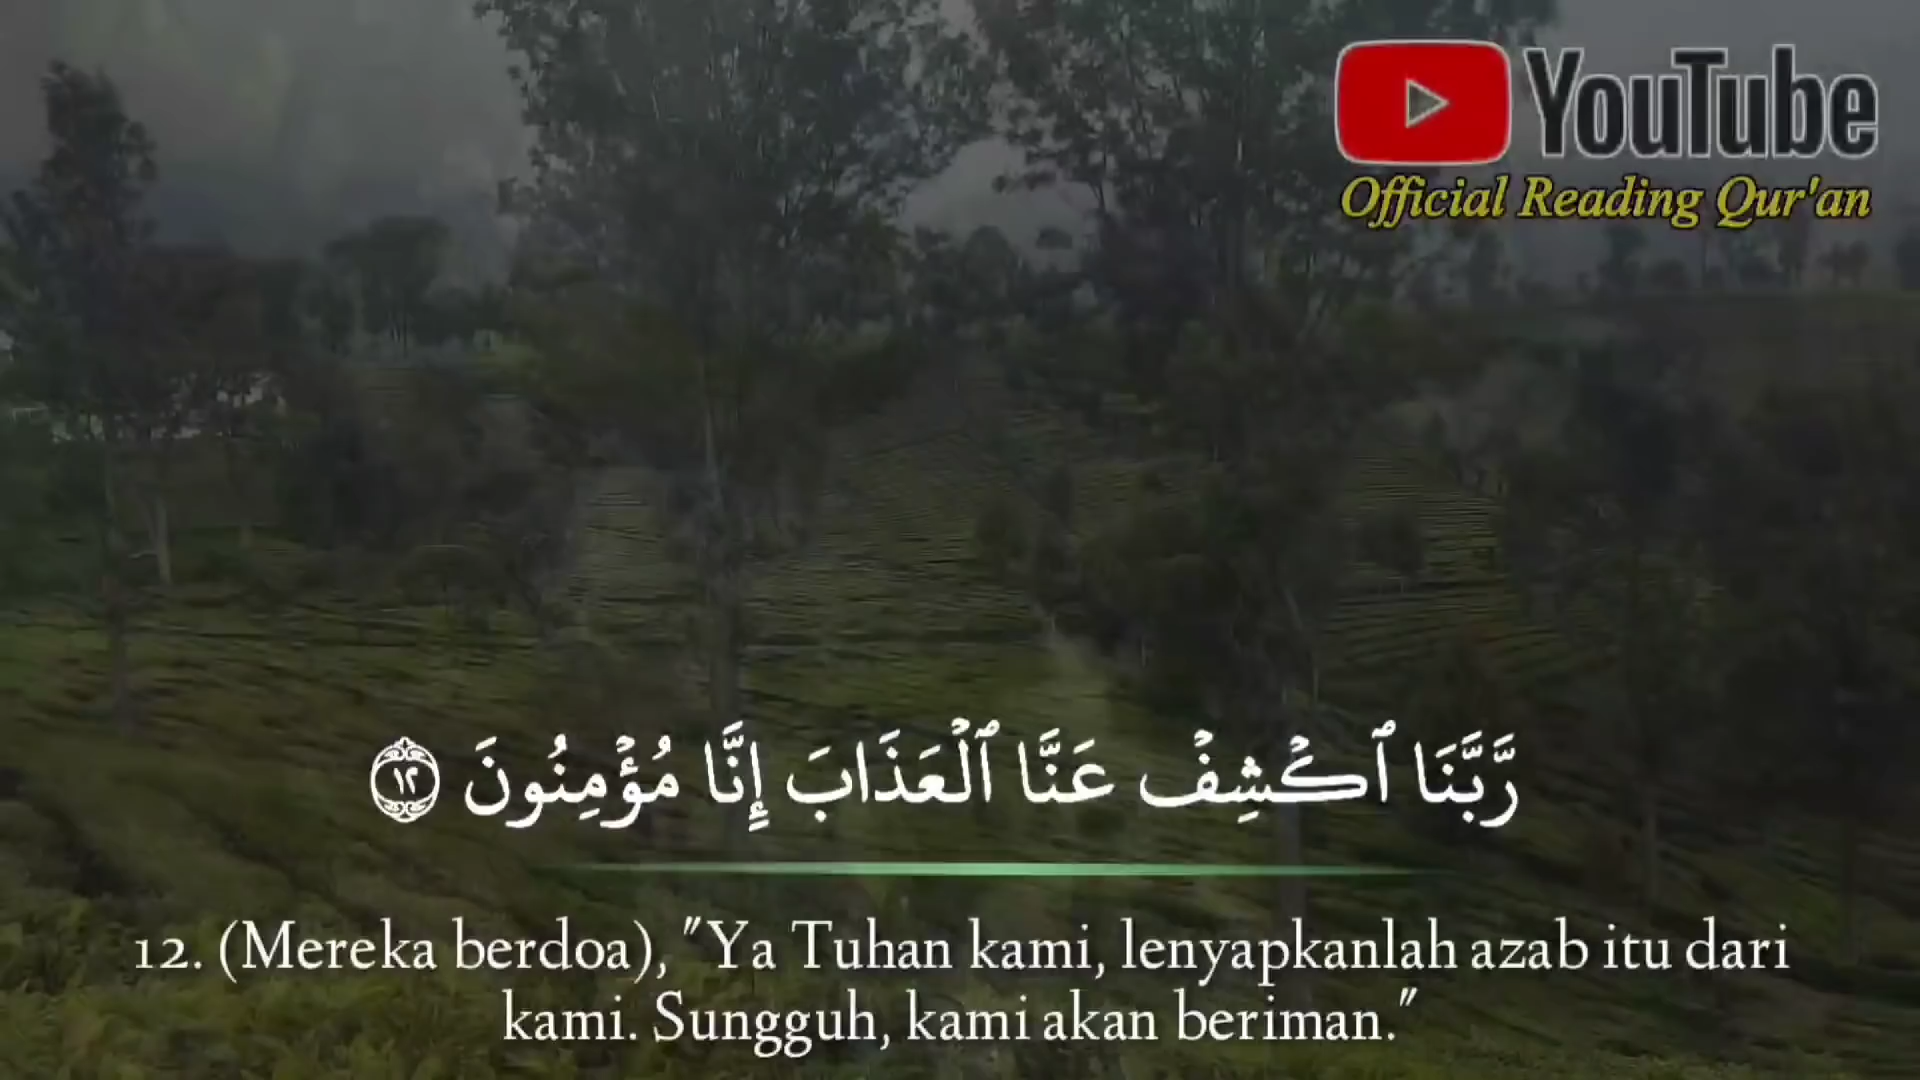 YouTube
Official Reading Qur'an
رَّبَّنَا ٱكْشِفْ عَنَّا ٱلْعَذَابَ إِنَّا مُؤْمِنُونَ ١٢
12. (Mereka berdoa), "Ya Tuhan kami, lenyapkanlah azab itu dari
kami. Sungguh, kami akan beriman."